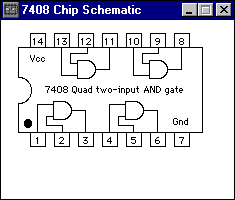 7408 Chip Schematic
14 13 12 11 10 9 8
Vcc
7408 Quad two-input AND gate
Gnd
1 2 3 4 5 6 7